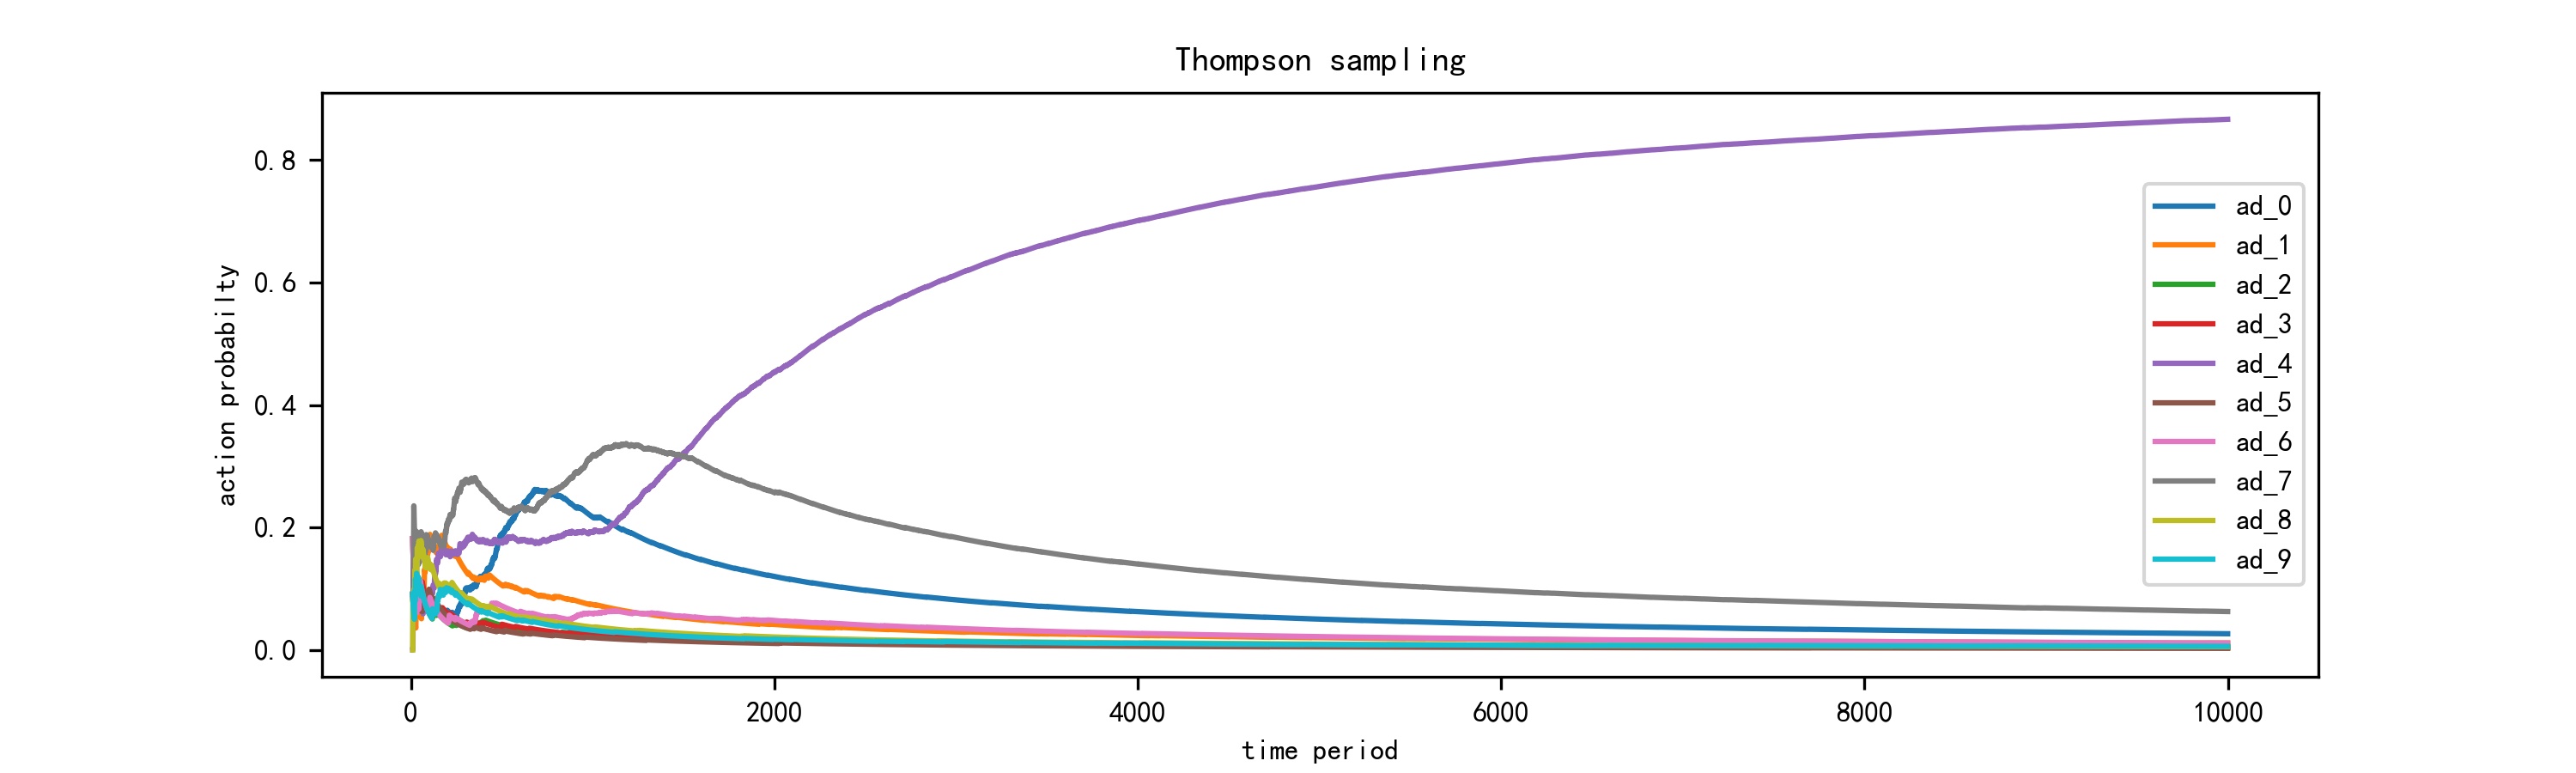 Thompson sampling
action probabilty
0.8
0.6
0.4
0.2
0.0
ad_0
ad_1
ad_2
ad_3
ad_4
ad_5
ad_6
ad_7
ad_8
ad_9
0 2000 4000 6000 8000 10000
time period